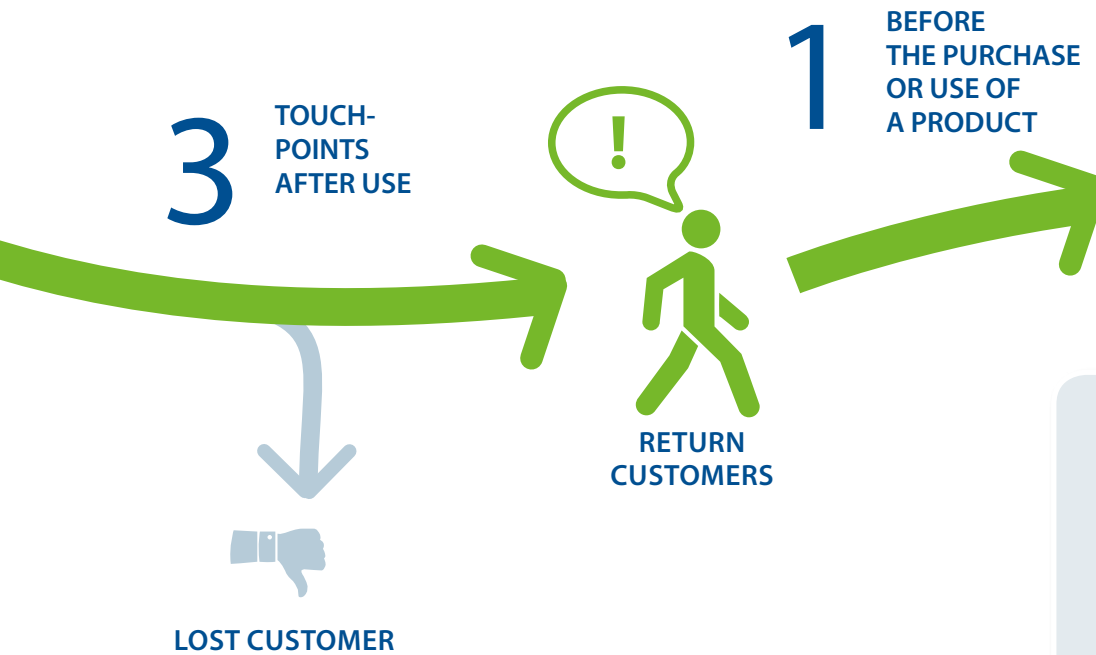 3
TOUCH-
POINTS
AFTER USE
!
RETURN
CUSTOMERS
1
BEFORE
THE PURCHASE
OR USE OF
A PRODUCT
LOST CUSTOMER